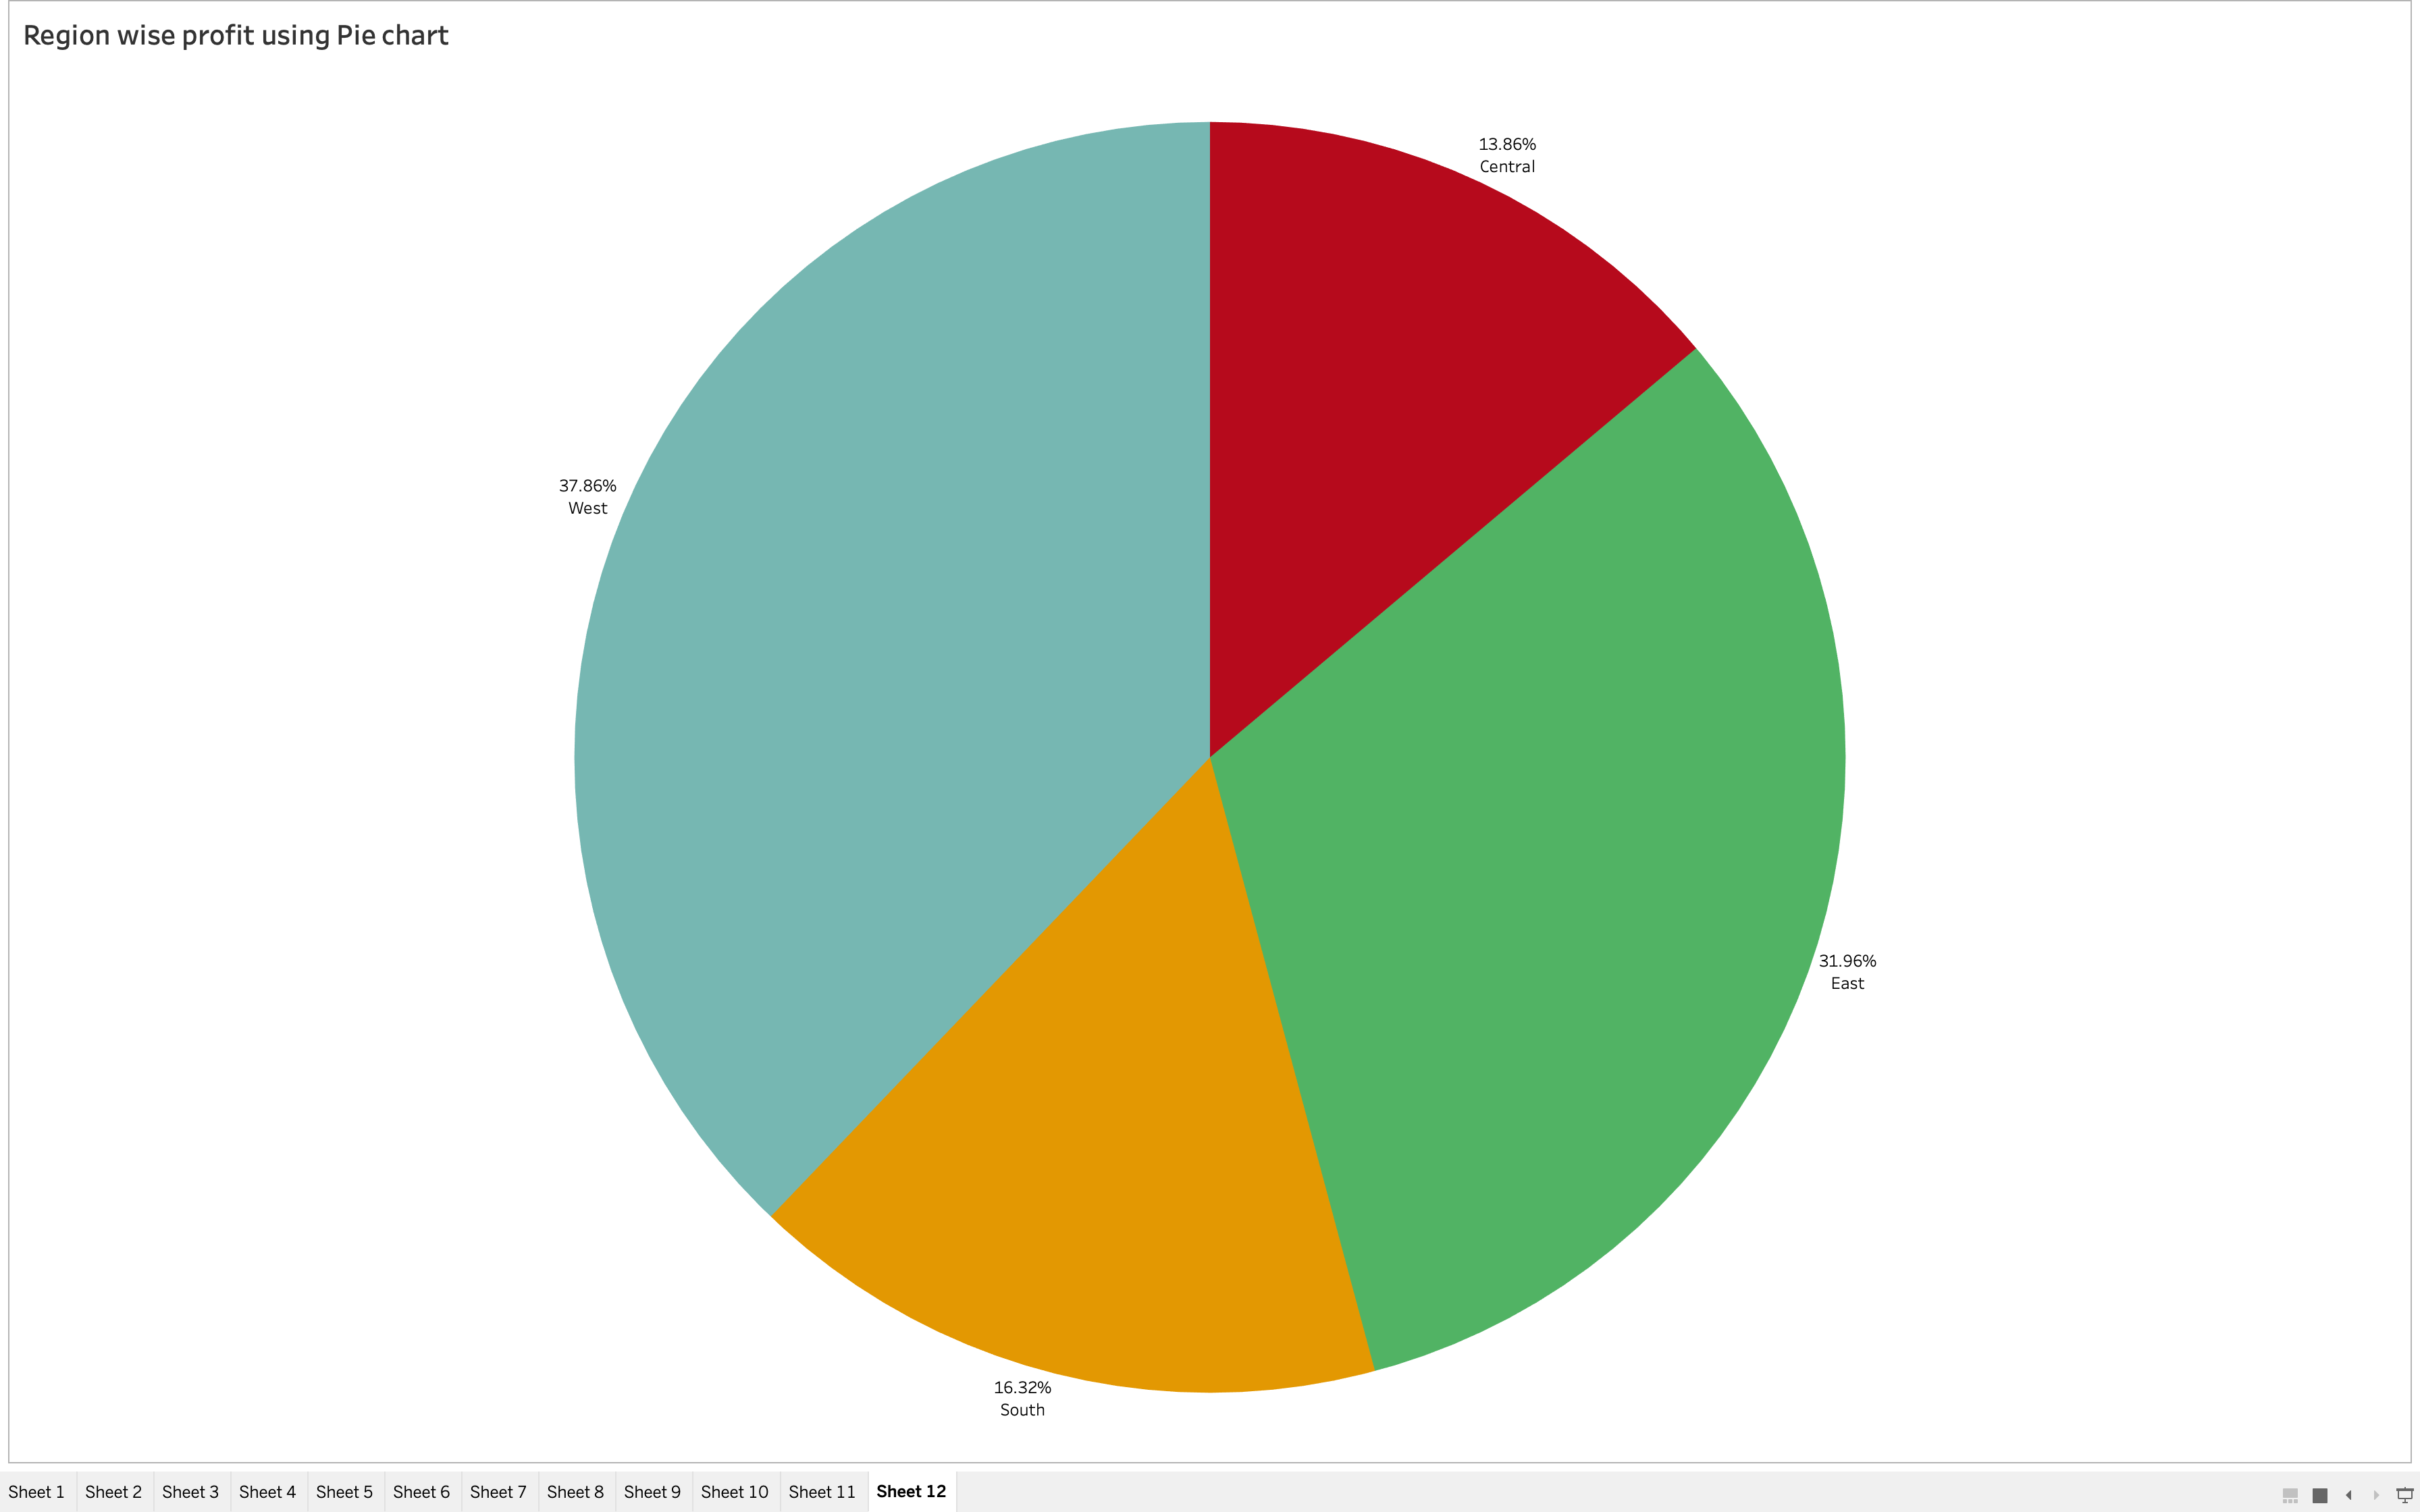 Region wise profit using Pie chart
13.86%
Central
37.86%
West
31.96%
East
16.32%
South
Sheet 1 Sheet 2 Sheet 3 Sheet 4 Sheet 5 Sheet 6 Sheet 7 Sheet 8 Sheet 9 Sheet 10 Sheet 11 Sheet 12